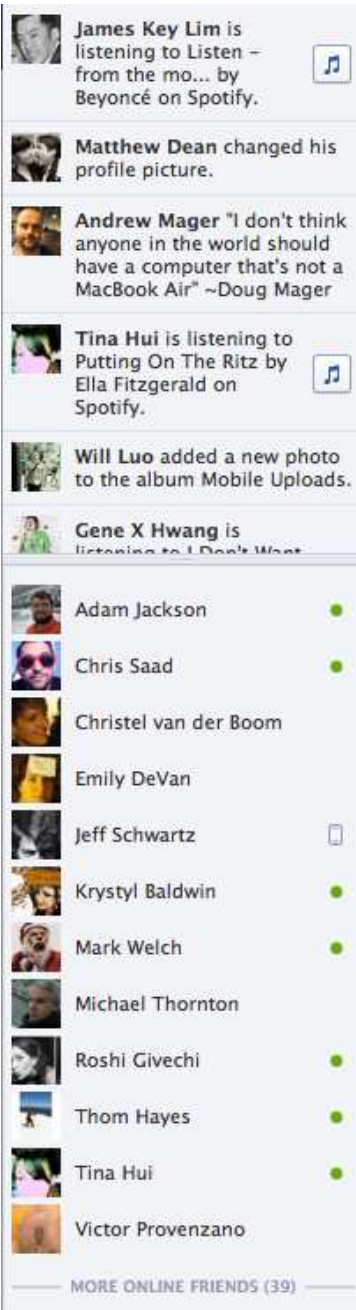 James Key Lim is
listening to Listen –
from the mo... by
Beyoncé on Spotify.
Matthew Dean changed his
profile picture.
Andrew Mager "I don't think
anyone in the world should
have a computer that's not a
MacBook Air" ~Doug Mager
Tina Hui is listening to
Putting On The Ritz by
Ella Fitzgerald on
Spotify.
Will Luo added a new photo
to the album Mobile Uploads.
Gene X Hwang is
listening to I Don't Want
Adam Jackson
Chris Saad
Christel van der Boom
Emily DeVan
Jeff Schwartz
Krystyl Baldwin
Mark Welch
Michael Thornton
Roshi Givechi
Thom Hayes
Tina Hui
Victor Provenzano
MORE ONLINE FRIENDS (39)